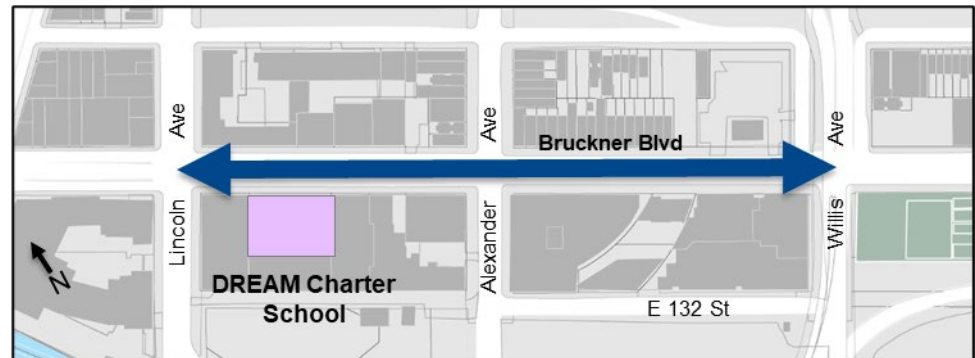 Ave
Ave
Ave
Bruckner Blvd
Lincoln
Alexander
Willis
N
DREAM Charter
School
E 132 St